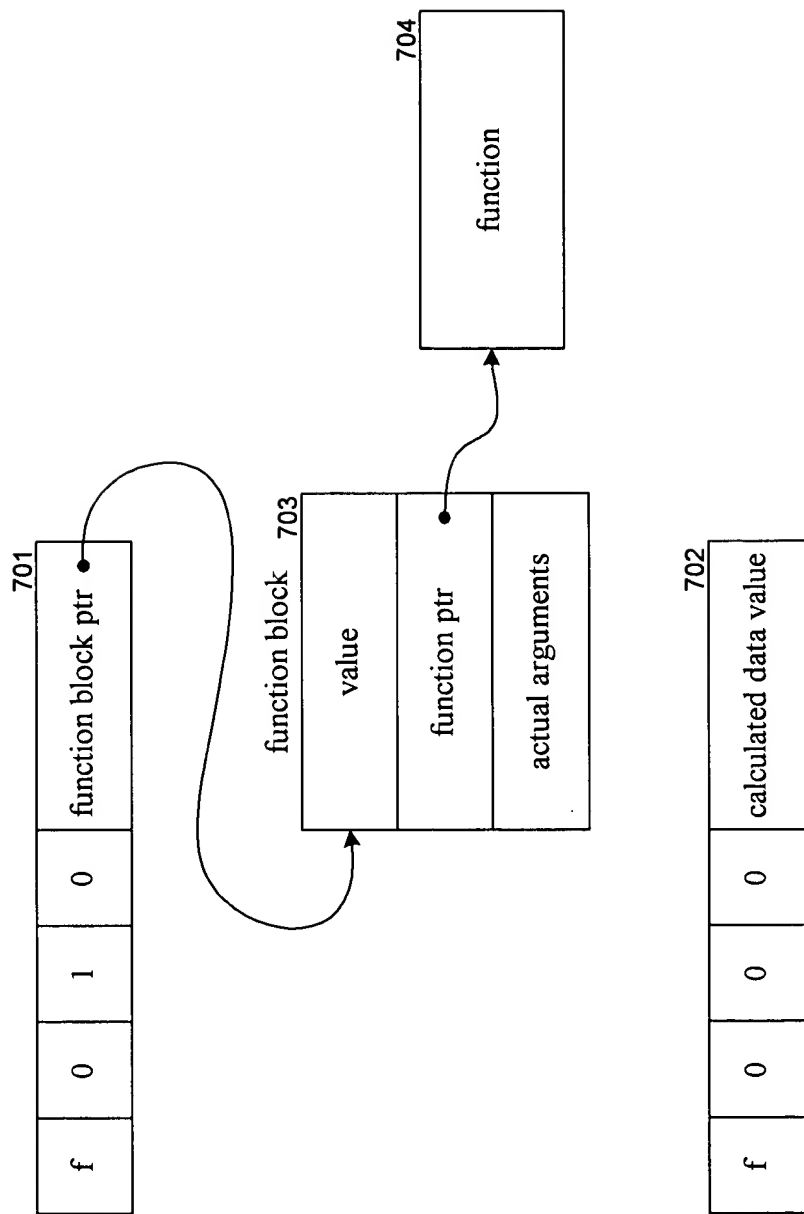 701
f 0 1 0 function block ptr
function block 703
value
function ptr
actual arguments
704
function
702
f 0 0 0 calculated data value